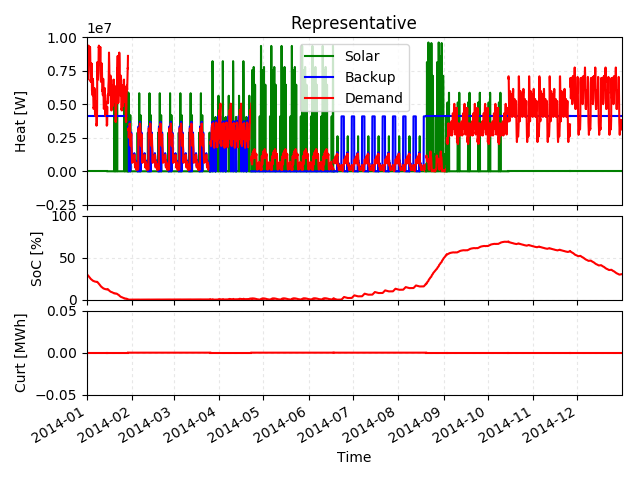 Representative
1e7
1.00
0.75
0.50
0.25
0.00
−0.25
Heat [W]
Solar
Backup
Demand
100
50
0
SoC [%]
0.05
0.00
−0.05
Curt [MWh]
2014-01
2014-02
2014-03
2014-04
2014-05
2014-06
2014-07
2014-08
2014-09
2014-10
2014-11
2014-12
Time